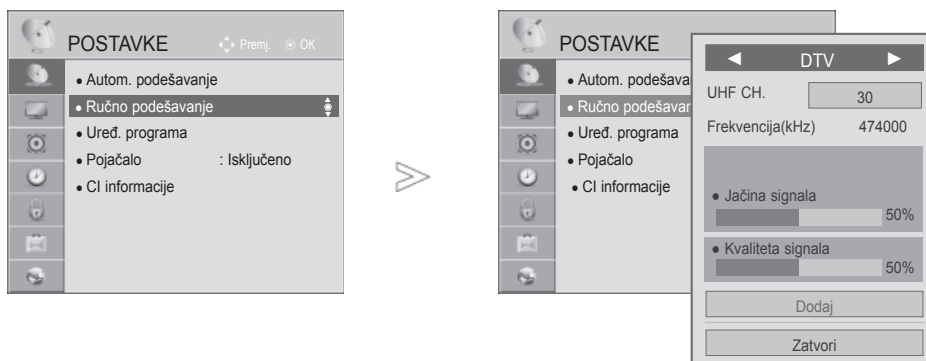 POSTAVKE
Premj. OK
• Autom. podešavanje
• Ručno podešavanje
• Uređ. programa
• Pojačalo : Isključeno
• CI informacije
POSTAVKE
• Autom. podešava
• Ručno podešavar
• Uređ. programa
• Pojačalo
• CI informacije
◄ DTV ►
UHF CH. 30
Frekvencija(kHz) 474000
• Jačina signala
50%
• Kvaliteta signala
50%
Dodaj
Zatvori